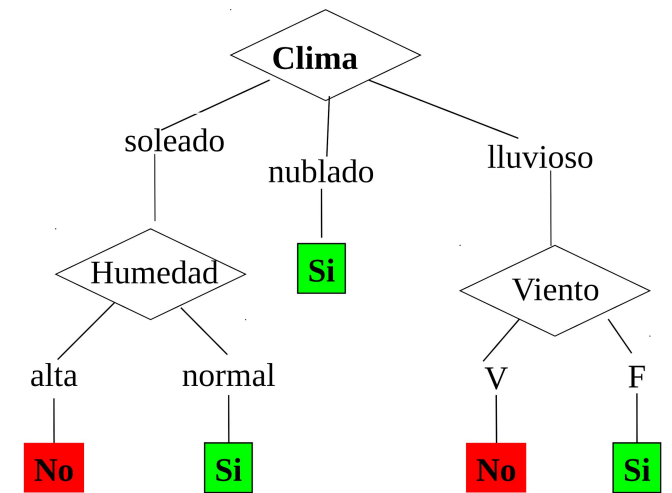 Clima
soleado
nublado
lluvioso
Humedad
Si
Viento
alta
normal
V
F
No
Si
No
Si